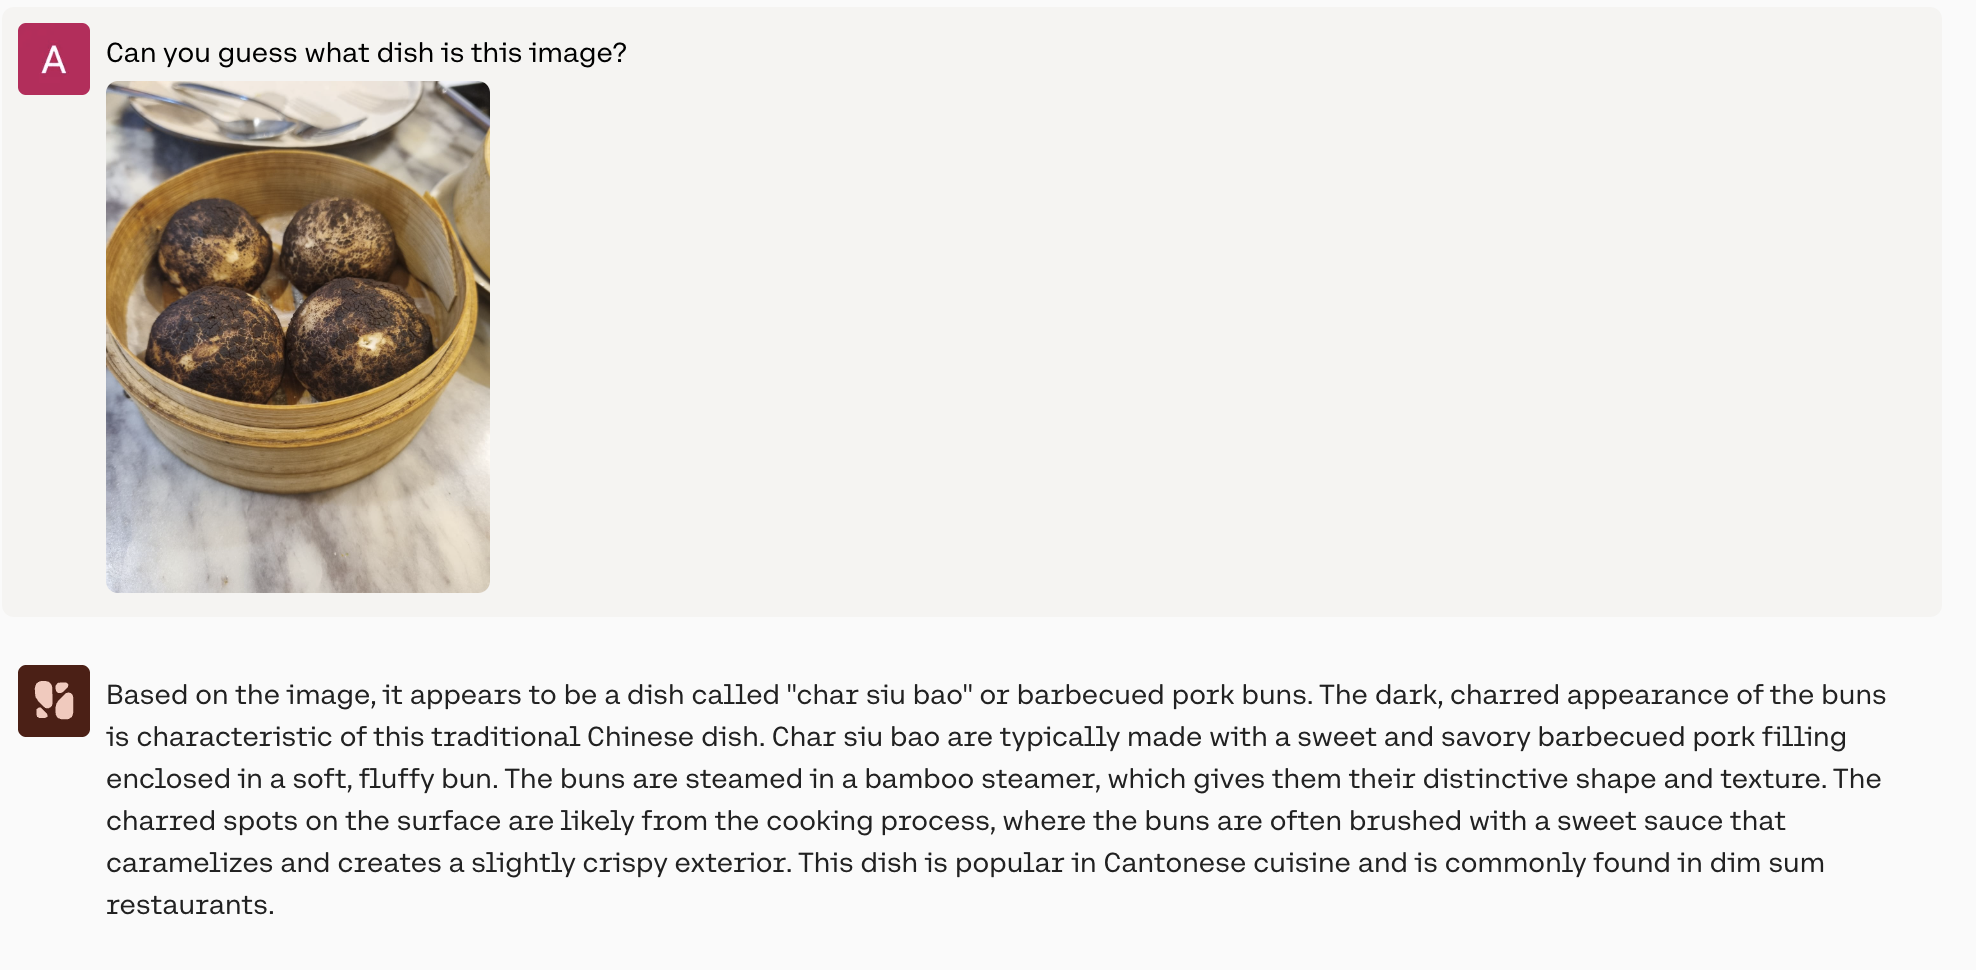 A
Can you guess what dish is this image?
Based on the image, it appears to be a dish called "char siu bao" or barbecued pork buns. The dark, charred appearance of the buns
is characteristic of this traditional Chinese dish. Char siu bao are typically made with a sweet and savory barbecued pork filling
enclosed in a soft, fluffy bun. The buns are steamed in a bamboo steamer, which gives them their distinctive shape and texture. The
charred spots on the surface are likely from the cooking process, where the buns are often brushed with a sweet sauce that
caramelizes and creates a slightly crispy exterior. This dish is popular in Cantonese cuisine and is commonly found in dim sum
restaurants.